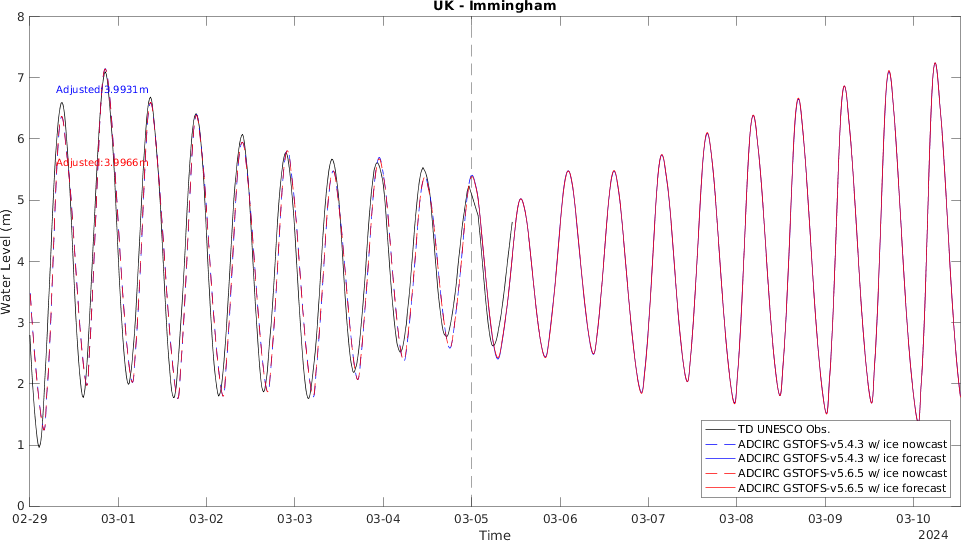 UK - Immingham
8
7
6
5
4
3
2
1
0
Water Level (m)
Adjusted:3.9931m
Adjusted:3.9966m
TD UNESCO Obs.
ADCIRC GSTOFS-v5.4.3 w/ ice nowcast
ADCIRC GSTOFS-v5.4.3 w/ ice forecast
ADCIRC GSTOFS-v5.6.5 w/ ice nowcast
ADCIRC GSTOFS-v5.6.5 w/ ice forecast
02-29 03-01 03-02 03-03 03-04 03-05 03-06 03-07 03-08 03-09 03-10
Time
2024